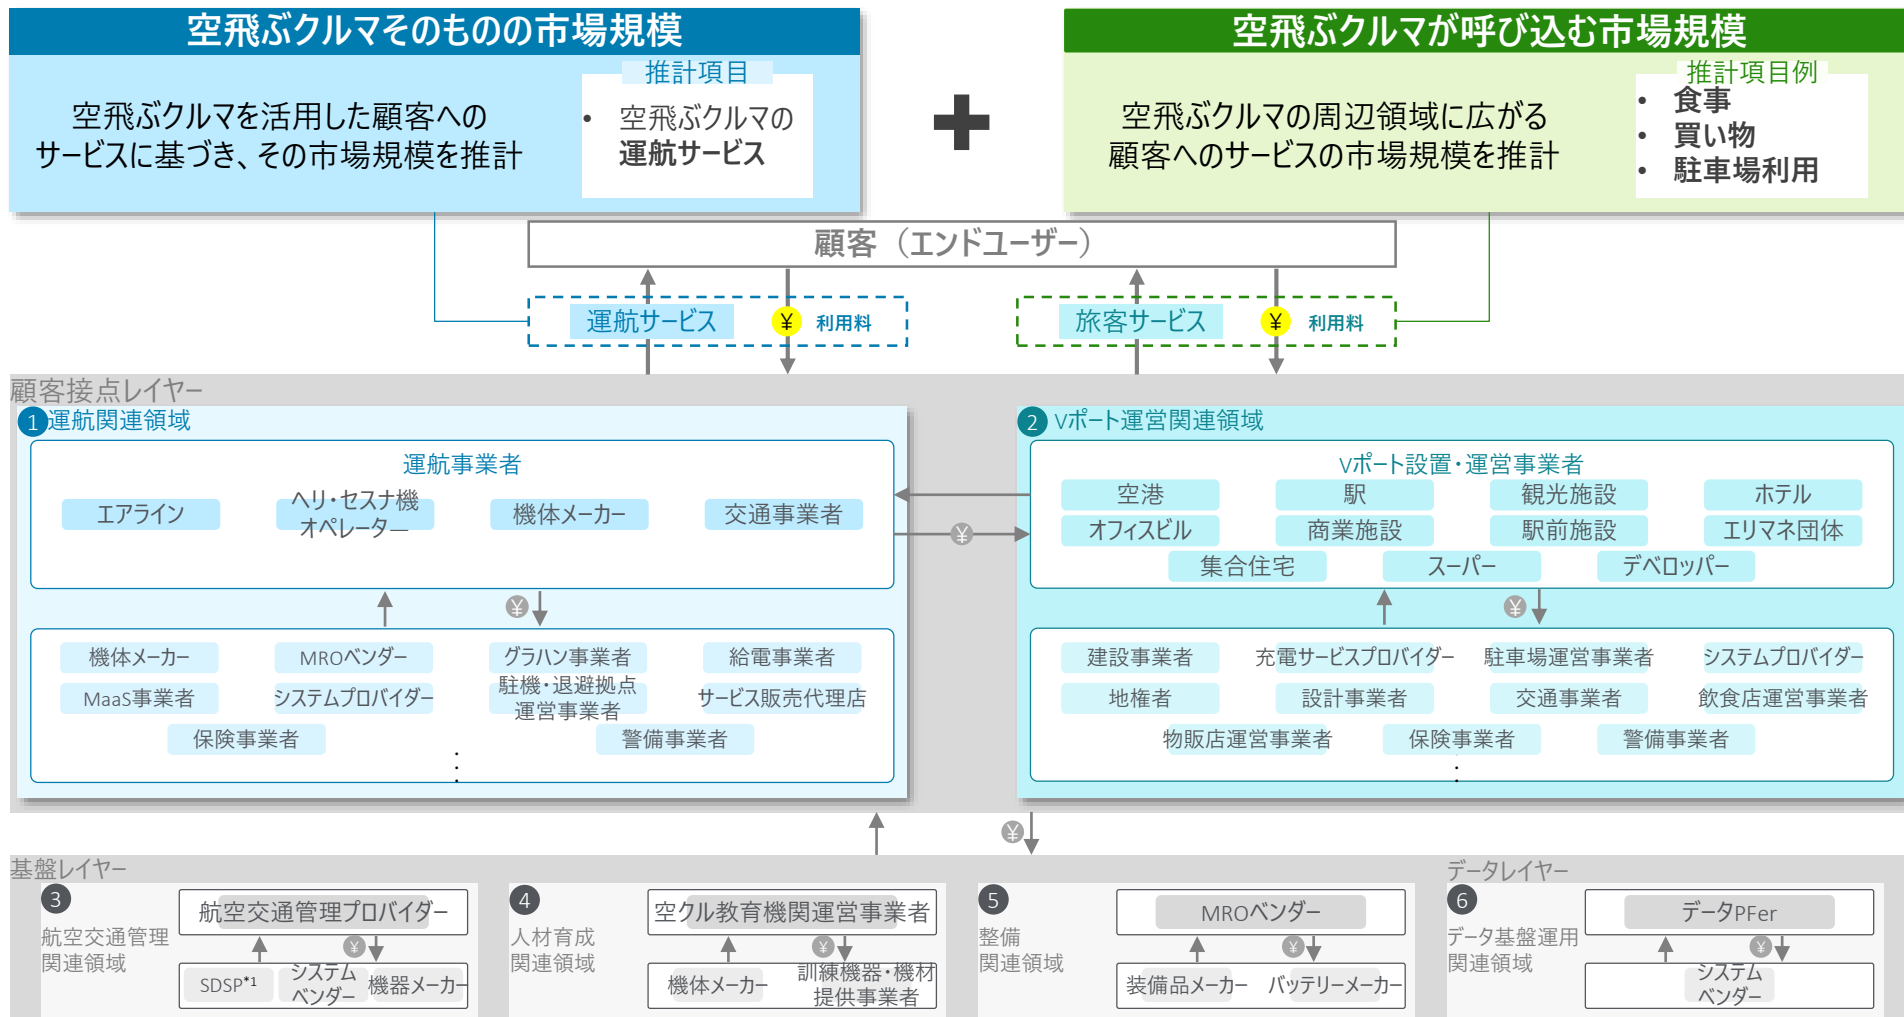 空飛ぶクルマそのものの市場規模
空飛ぶクルマを活用した顧客への
サービスに基づき、その市場規模を推計
推計項目
• 空飛ぶクルマの
運航サービス
空飛ぶクルマが呼び込む市場規模
空飛ぶクルマの周辺領域に広がる
顧客へのサービスの市場規模を推計
推計項目例
• 食事
• 買い物
• 駐車場利用
顧客（エンドユーザー）
運航サービス
¥ 利用料
旅客サービス
¥ 利用料
顧客接点レイヤー
1 運航関連領域
運航事業者
エアライン
ヘリ・セスナ機
オペレーター
機体メーカー
交通事業者
¥
機体メーカー
MROベンダー
グラハン事業者
給電事業者
MaaS事業者
システムプロバイダー
駐機・退避拠点
運営事業者
サービス販売代理店
保険事業者
警備事業者
:
¥
2 Vポート運営関連領域
Vポート設置・運営事業者
空港
駅
観光施設
ホテル
オフィスビル
商業施設
駅前施設
エリマネ団体
集合住宅
スーパー
デベロッパー
¥
建設事業者
充電サービスプロバイダー
駐車場運営事業者
システムプロバイダー
地権者
設計事業者
交通事業者
飲食店運営事業者
物販店運営事業者
保険事業者
警備事業者
:
¥
基盤レイヤー
3
航空交通管理
関連領域
航空交通管理プロバイダー
¥
SDSP*1
システム
ベンダー
機器メーカー
4
人材育成
関連領域
空クル教育機関運営事業者
¥
機体メーカー
訓練機器・機材
提供事業者
5
整備
関連領域
MROベンダー
¥
装備品メーカー
バッテリーメーカー
データレイヤー
6
データ基盤運用
関連領域
データPFer
¥
システム
ベンダー